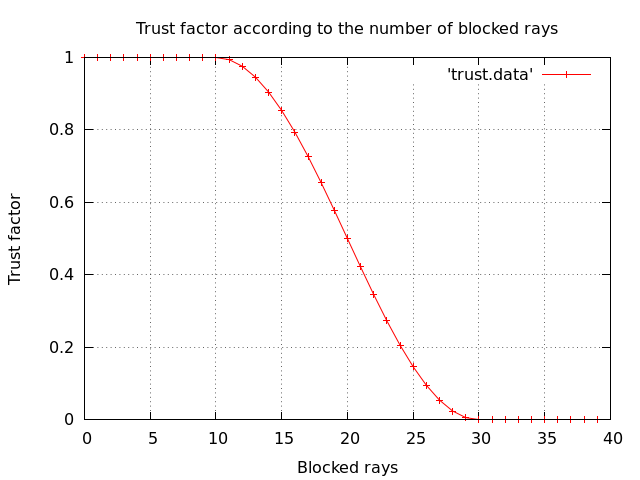 Trust factor according to the number of blocked rays
'trust.data'
1
0.8
0.6
0.4
0.2
0
Trust factor
0 5 10 15 20 25 30 35 40
Blocked rays